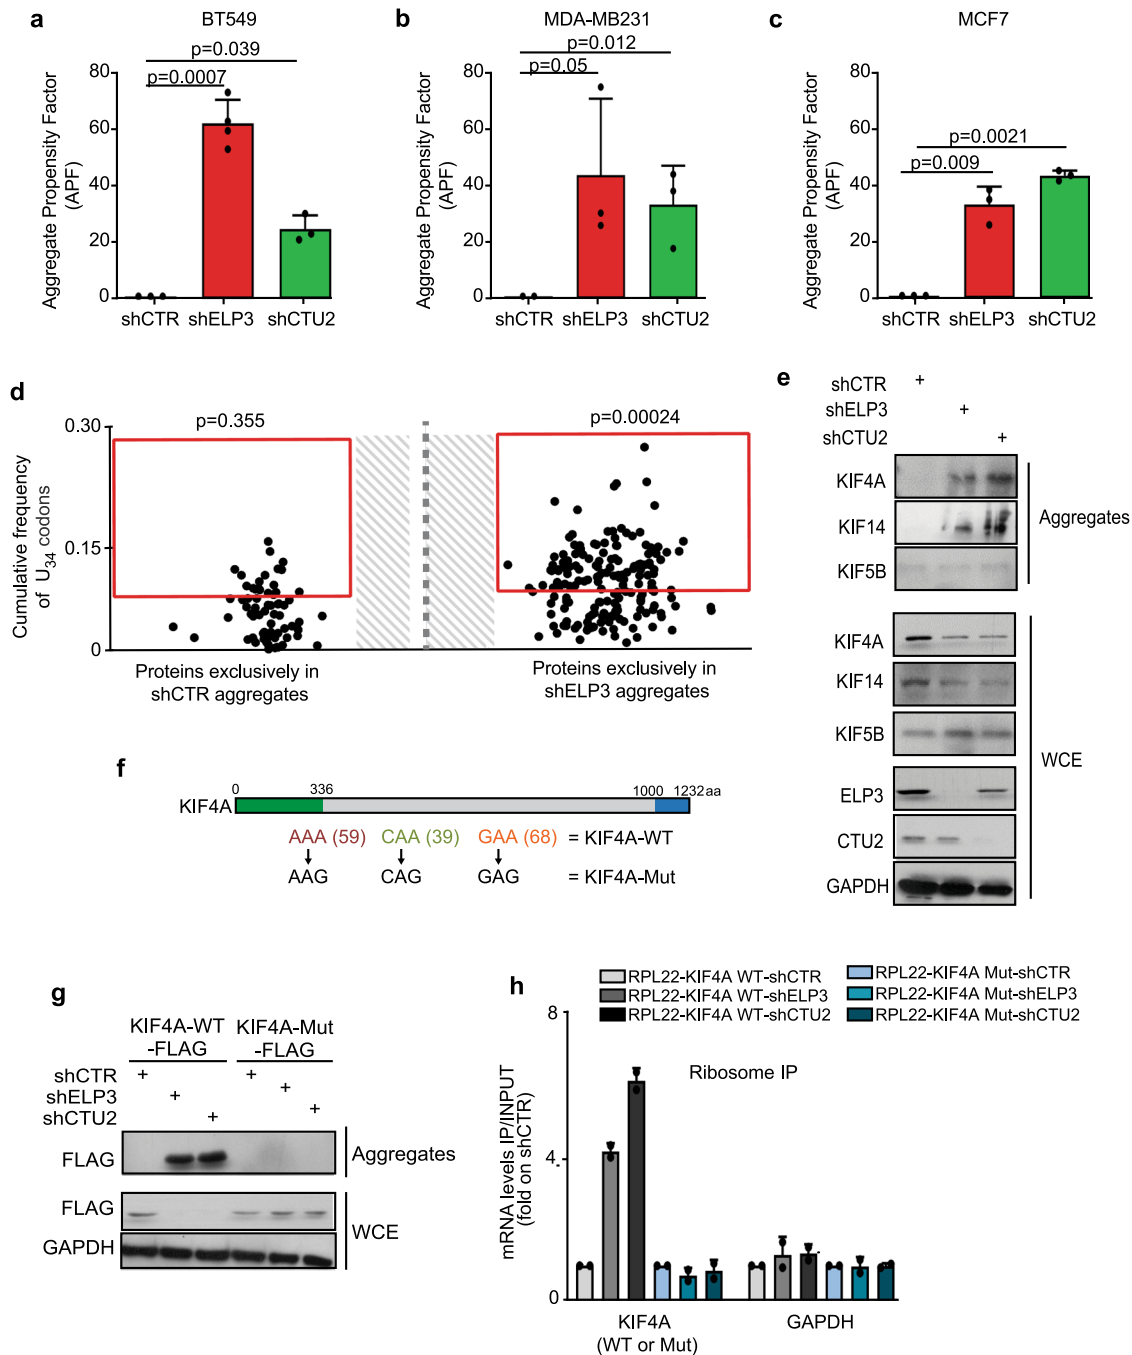 a
BT549
p=0.039
p=0.0007
Aggregate Propensity Factor
(APF)
80
60
40
20
0
shCTR shELP3 shCTU2
b
MDA-MB231
p=0.012
p=0.05
Aggregate Propensity Factor
(APF)
80
60
40
20
0
shCTR shELP3 shCTU2
c
MCF7
p=0.0021
p=0.009
Aggregate Propensity Factor
(APF)
80
60
40
20
0
shCTR shELP3 shCTU2
d
p=0.355
p=0.00024
Cumulative frequency
of U34 codons
0.30
0.15
0
Proteins exclusively in
shCTR aggregates
Proteins exclusively in
shELP3 aggregates
e
shCTR +
shELP3 +
shCTU2 +
KIF4A
KIF14
KIF5B
Aggregates
KIF4A
KIF14
KIF5B
ELP3
CTU2
GAPDH
WCE
f
0 336 1000 1232aa
KIF4A
AAA (59) CAA (39) GAA (68) = KIF4A-WT
AAG CAG GAG = KIF4A-Mut
g
KIF4A-WT
-FLAG
KIF4A-Mut
-FLAG
shCTR + +
shELP3 + +
shCTU2 + +
FLAG
Aggregates
FLAG
GAPDH
WCE
h
RPL22-KIF4A WT-shCTR
RPL22-KIF4A WT-shELP3
RPL22-KIF4A WT-shCTU2
RPL22-KIF4A Mut-shCTR
RPL22-KIF4A Mut-shELP3
RPL22-KIF4A Mut-shCTU2
Ribosome IP
mRNA levels IP/INPUT
(fold on shCTR)
8
4
0
KIF4A
(WT or Mut)
GAPDH